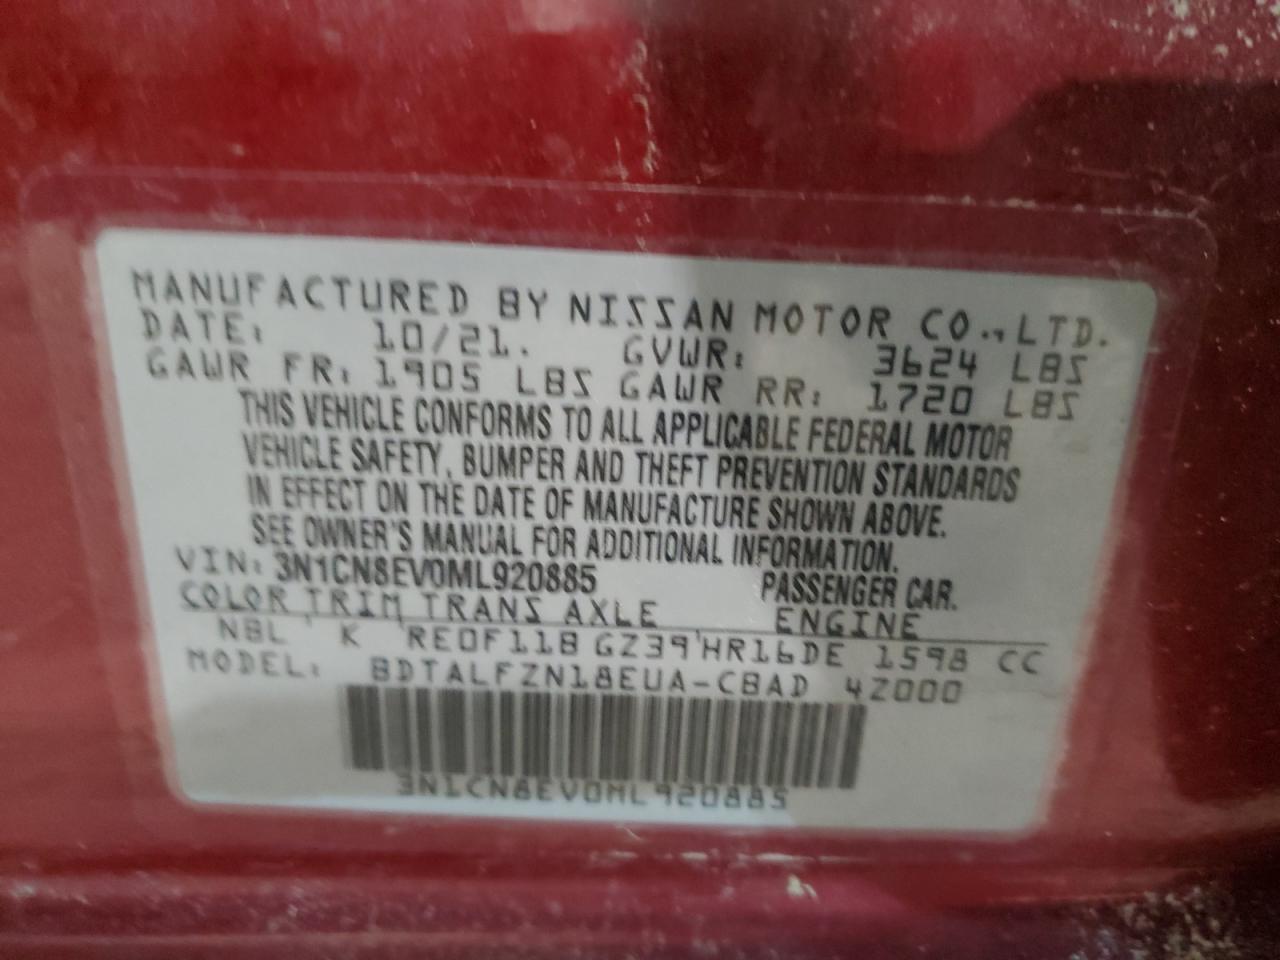 MANUFACTURED BY NISSAN MOTOR CO., LTD.
DATE: 10/21. GVWR: 3624 LBS
GAWR FR: 1905 LBS GAWR RR: 1720 LBS
THIS VEHICLE CONFORMS TO ALL APPLICABLE FEDERAL MOTOR
VEHICLE SAFETY, BUMPER AND THEFT PREVENTION STANDARDS
IN EFFECT ON THE DATE OF MANUFACTURE SHOWN ABOVE.
SEE OWNER'S MANUAL FOR ADDITIONAL INFORMATION.
VIN: 3N1CN8EV0ML920885 PASSENGER CAR.
COLOR TRIM TRANS AXLE ENGINE
NBL K RE0F11B GZ39 HR16DE 1598 CC
MODEL: BDTALFZN18EUA-CBAD 4Z000
3N1CN8EV0ML920885